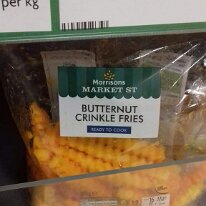 per kg
Morrisons
MARKET ST
BUTTERNUT
CRINKLE FRIES
READY TO COOK